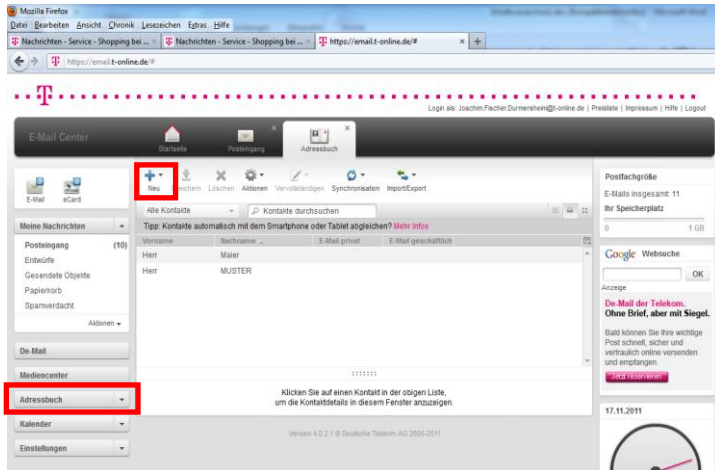 Mozilla Firefox
Datei Bearbeiten Ansicht Chronik Lesezeichen Extras Hilfe
Nachrichten - Service - Shopping bei ... × Nachrichten - Service - Shopping bei ... × https://email.t-online.de/# × +
https://email.t-online.de/#
T
Login als: Joachim.Fischer.Durmersheim@t-online.de | Preisliste | Impressum | Hilfe | Logout
E-Mail Center
Startseite Posteingang Adressbuch
E-Mail eCard
Neu Speichern Löschen Aktionen Vervollständigen Synchronisation Import/Export
Alle Kontakte Kontakte durchsuchen
Tipp: Kontakte automatisch mit dem Smartphone oder Tablet abgleichen? Mehr Infos
Vorname Nachname E-Mail privat E-Mail geschäftlich
Herr Maier
Herr MUSTER
Meine Nachrichten
Posteingang (10)
Entwürfe
Gesendete Objekte
Papierkorb
Spamverdacht
Aktionen
De-Mail
Mediencenter
Adressbuch
Kalender
Einstellungen
Klicken Sie auf einen Kontakt in der obigen Liste,
um die Kontaktdetails in diesem Fenster anzuzeigen.
Version 4.0.2.1 © Deutsche Telekom AG 2000-2011
Postfachgröße
E-Mails insgesamt: 11
Ihr Speicherplatz
0 1 GB
Google Websuche
OK
Anzeige
De-Mail der Telekom.
Ohne Brief, aber mit Siegel.
Bald können Sie Ihre wichtige
Post schnell, sicher und
vertraulich online versenden
und empfangen.
Jetzt reservieren
17.11.2011